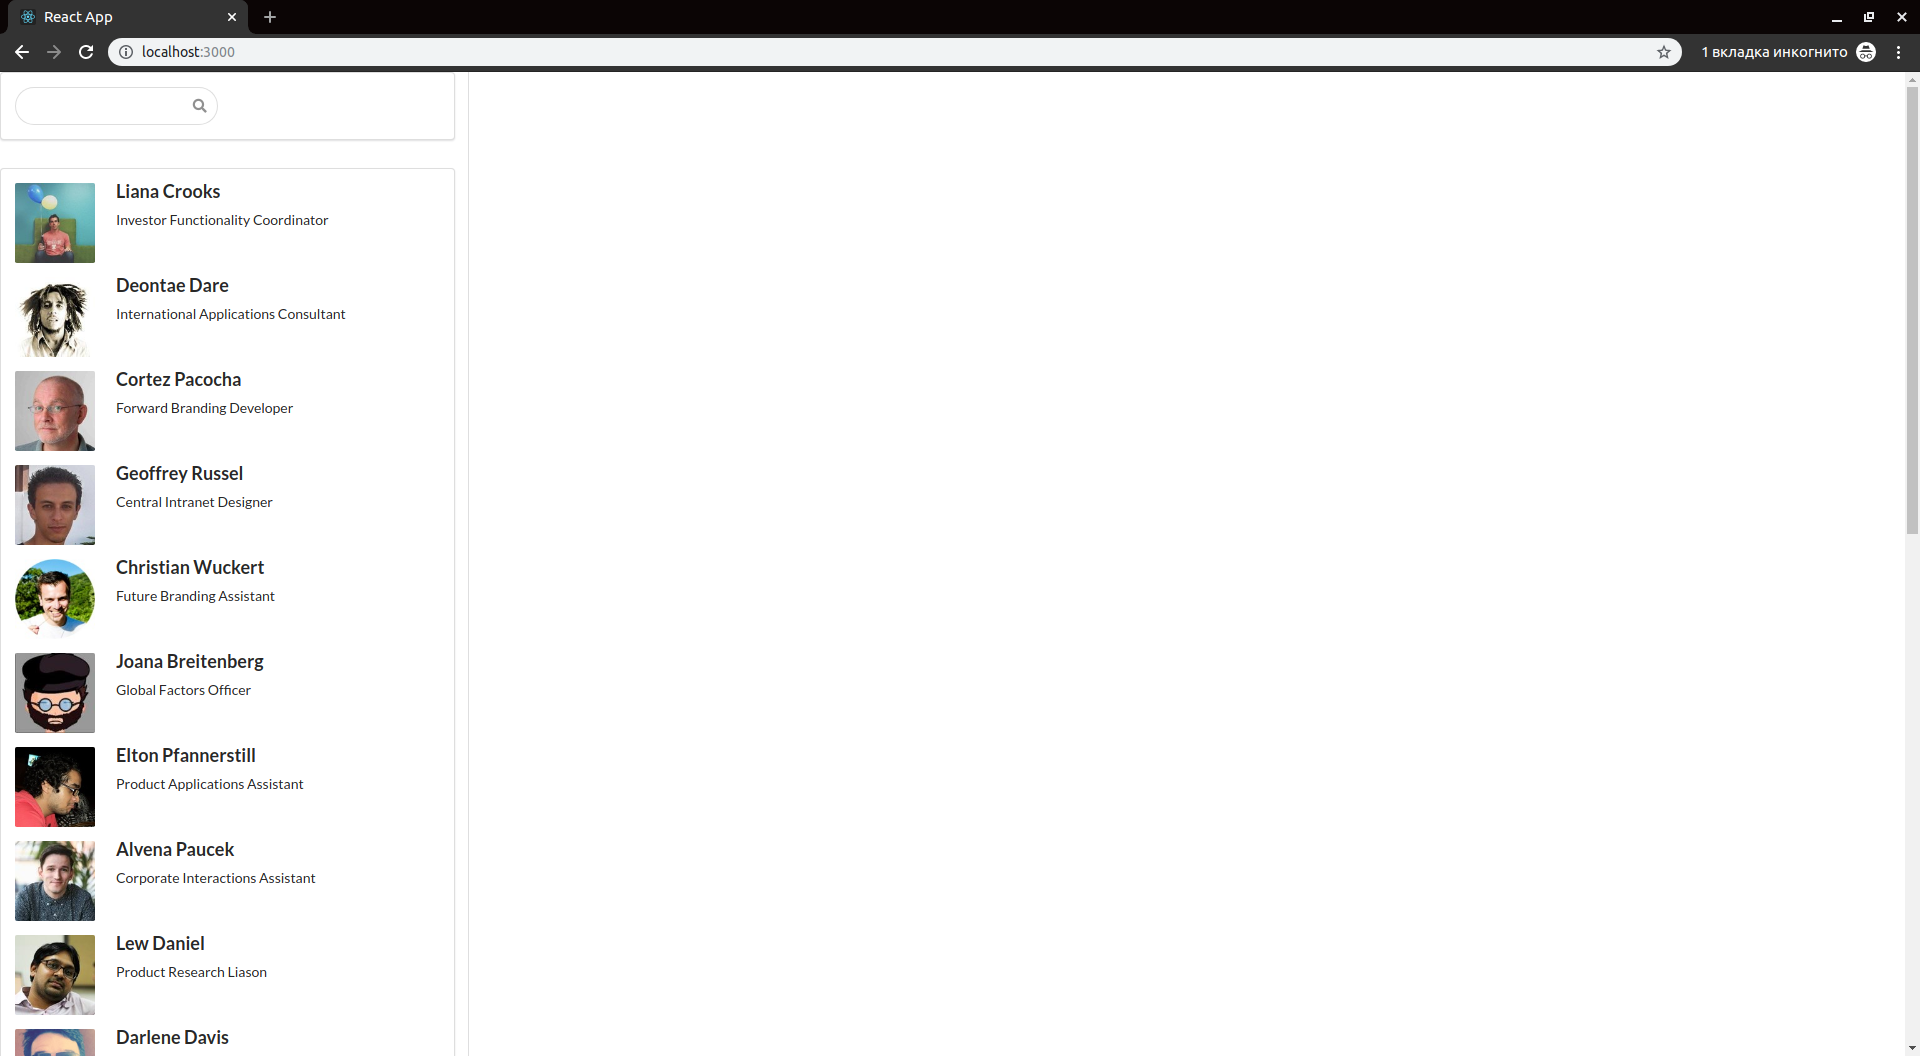 React App
localhost:3000
1 вкладка инкогнито
Liana Crooks
Investor Functionality Coordinator
Deontae Dare
International Applications Consultant
Cortez Pacocha
Forward Branding Developer
Geoffrey Russel
Central Intranet Designer
Christian Wuckert
Future Branding Assistant
Joana Breitenberg
Global Factors Officer
Elton Pfannerstill
Product Applications Assistant
Alvena Paucek
Corporate Interactions Assistant
Lew Daniel
Product Research Liason
Darlene Davis